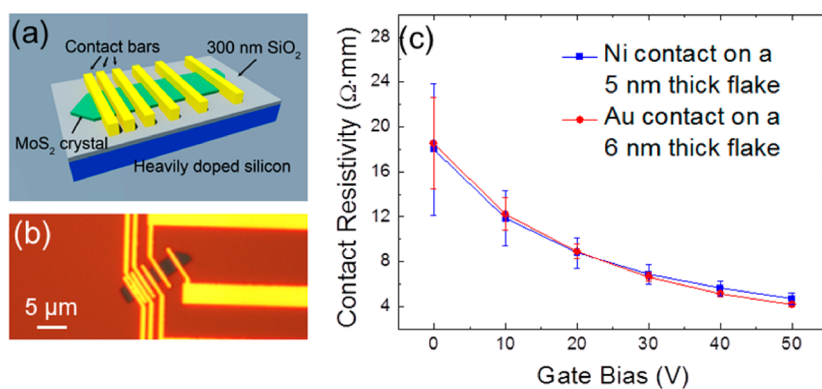 (a)
Contact bars
300 nm SiO₂
MoS₂ crystal
Heavily doped silicon
(b)
5 µm
(c)
Contact Resistivity (Ω·mm)
28
24
20
16
12
8
4
Ni contact on a
5 nm thick flake
Au contact on a
6 nm thick flake
0
10
20
30
40
50
Gate Bias (V)